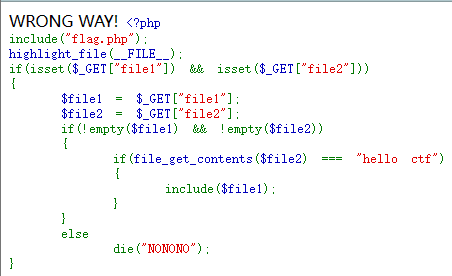 WRONG WAY! <?php
include("flag.php");
highlight_file(__FILE__);
if(isset($_GET["file1"]) && isset($_GET["file2"]))
{
$file1 = $_GET["file1"];
$file2 = $_GET["file2"];
if(!empty($file1) && !empty($file2))
{
if(file_get_contents($file2) === "hello ctf")
{
include($file1);
}
}
else
die("NONONO");
}